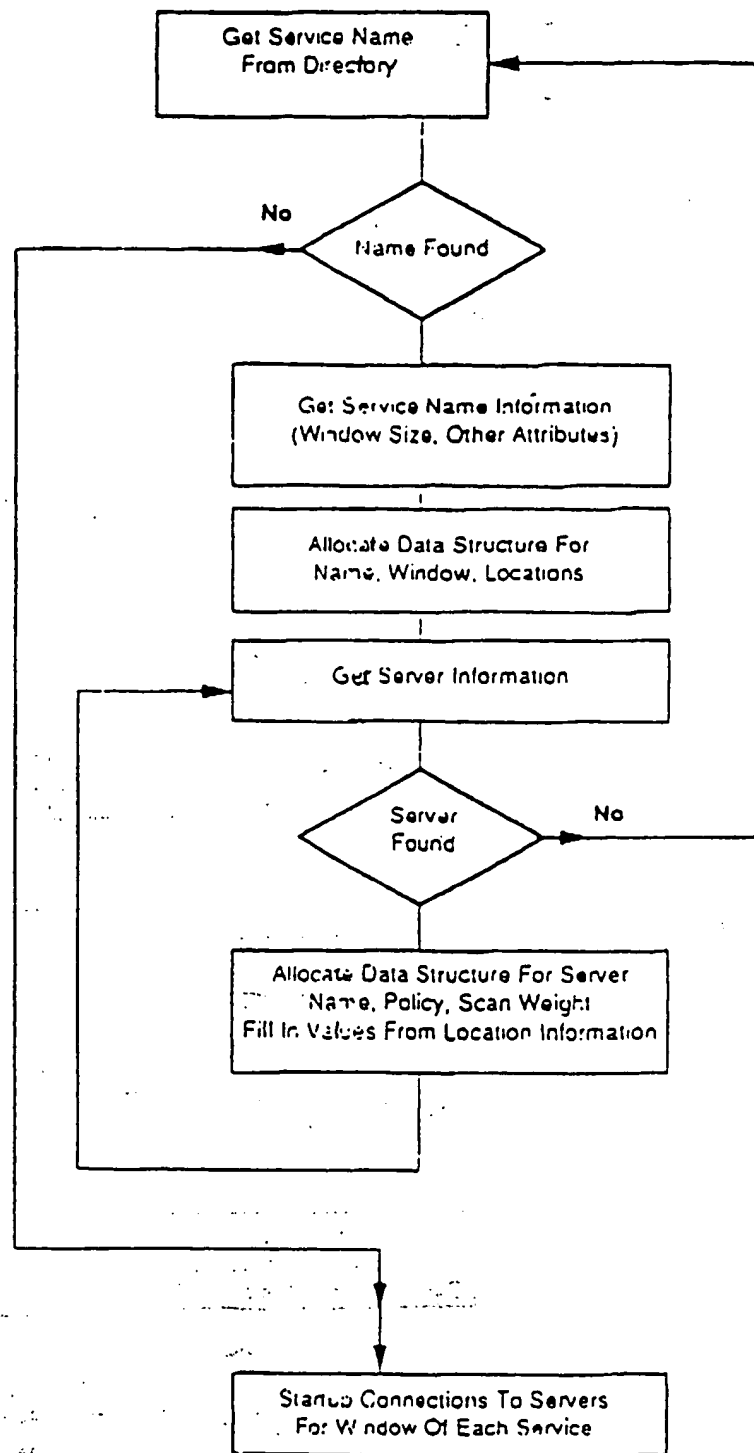 Get Service Name
From Directory
No
Name Found
Get Service Name Information
(Window Size, Other Attributes)
Allocate Data Structure For
Name, Window, Locations
Get Server Information
Server
Found
No
Allocate Data Structure For Server
Name, Policy, Scan Weight
Fill In Values From Location Information
Startup Connections To Servers
For Window Of Each Service